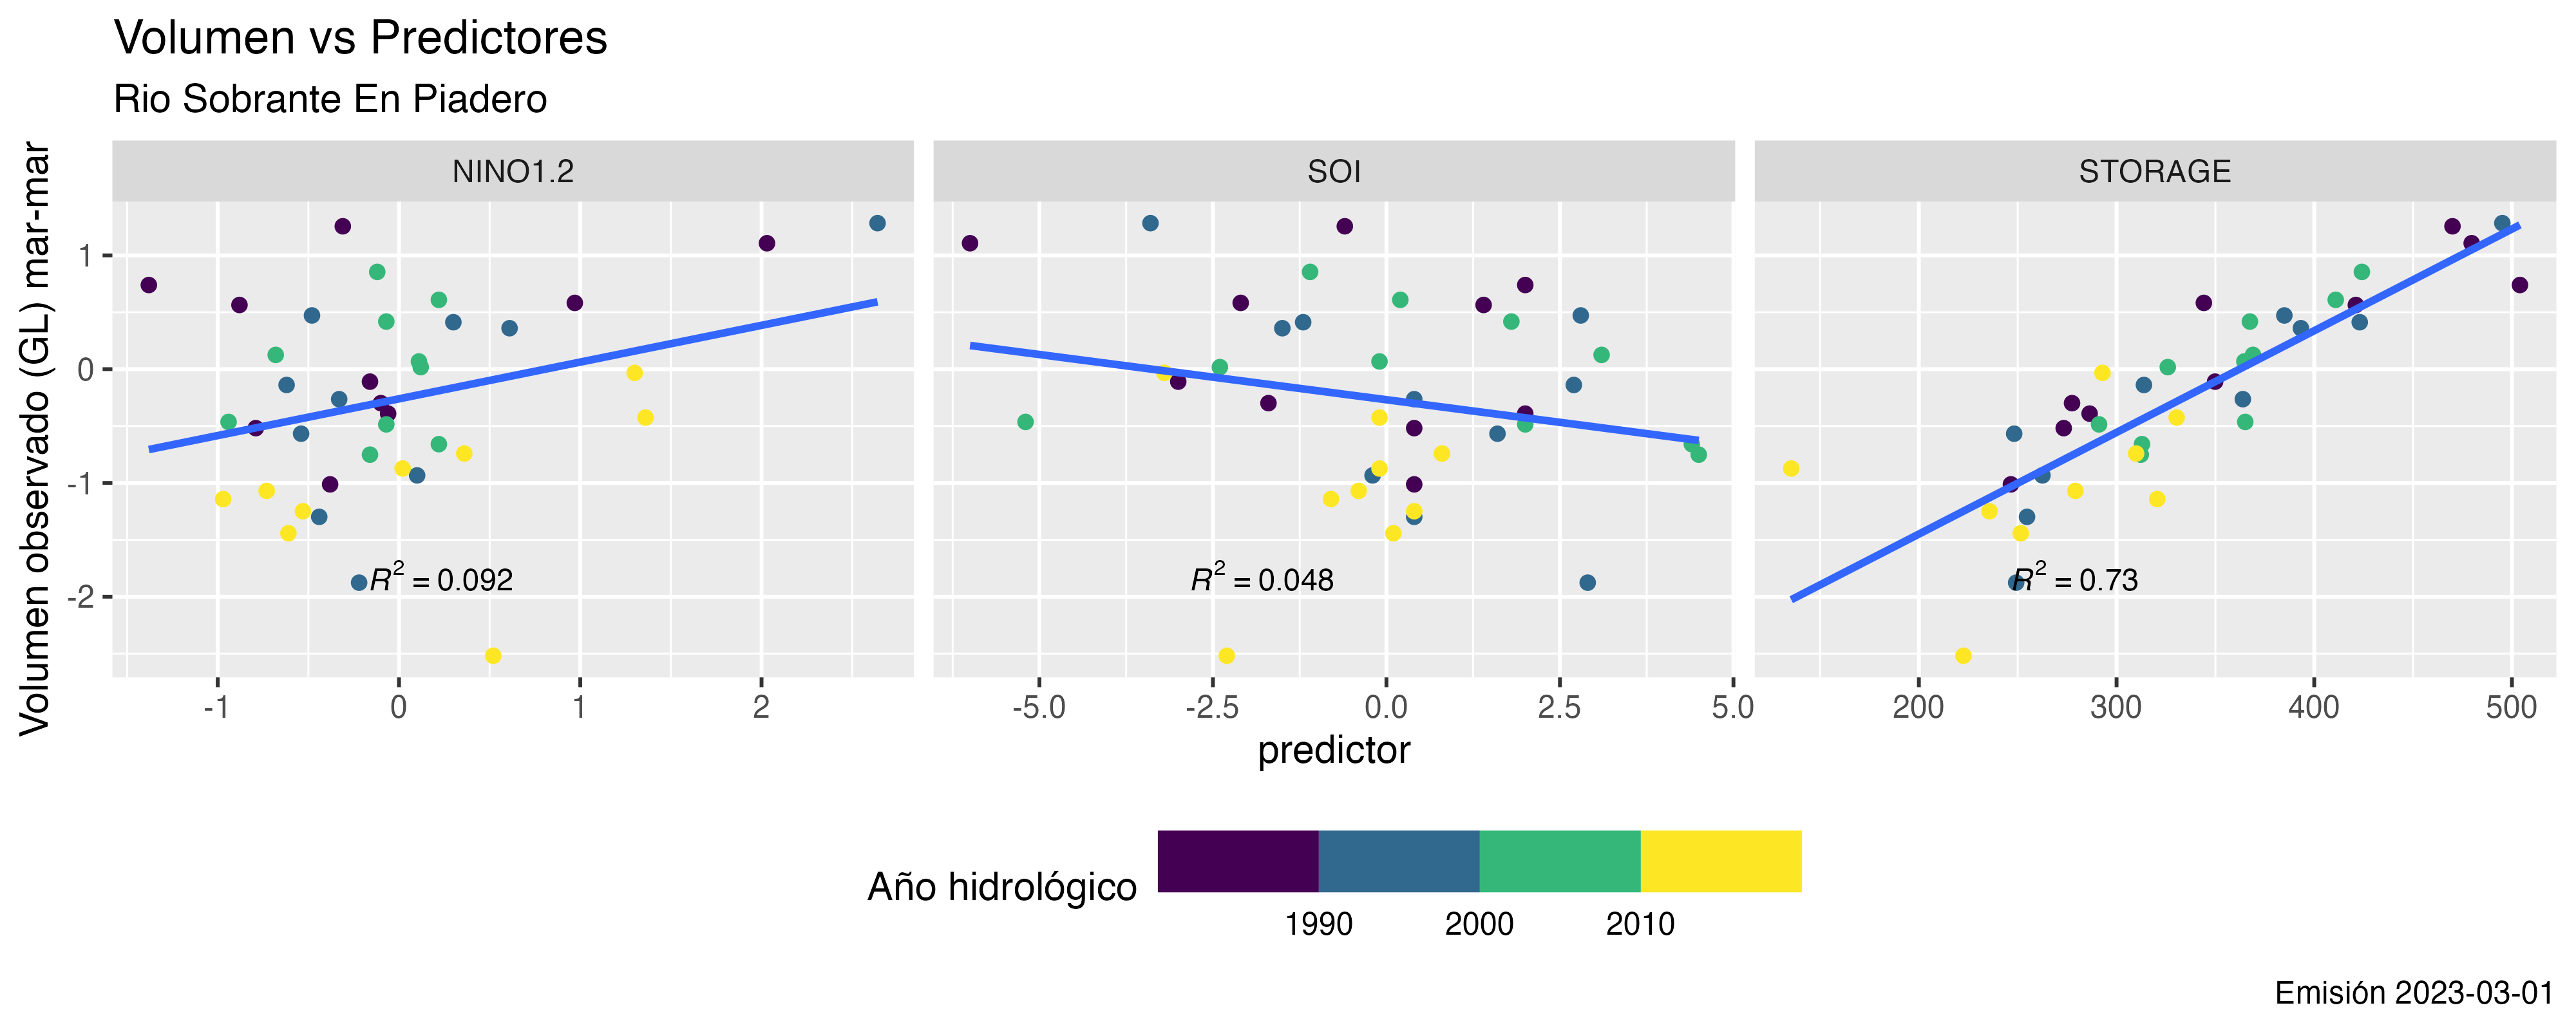 Volumen vs Predictores
Rio Sobrante En Piadero
NINO1.2 SOI STORAGE
Volumen observado (GL) mar-mar
1
0
-1
-2
R² = 0.092 R² = 0.048 R² = 0.73
-1 0 1 2 -5.0 -2.5 0.0 2.5 5.0 200 300 400 500
predictor
Año hidrológico
1990 2000 2010
Emisión 2023-03-01